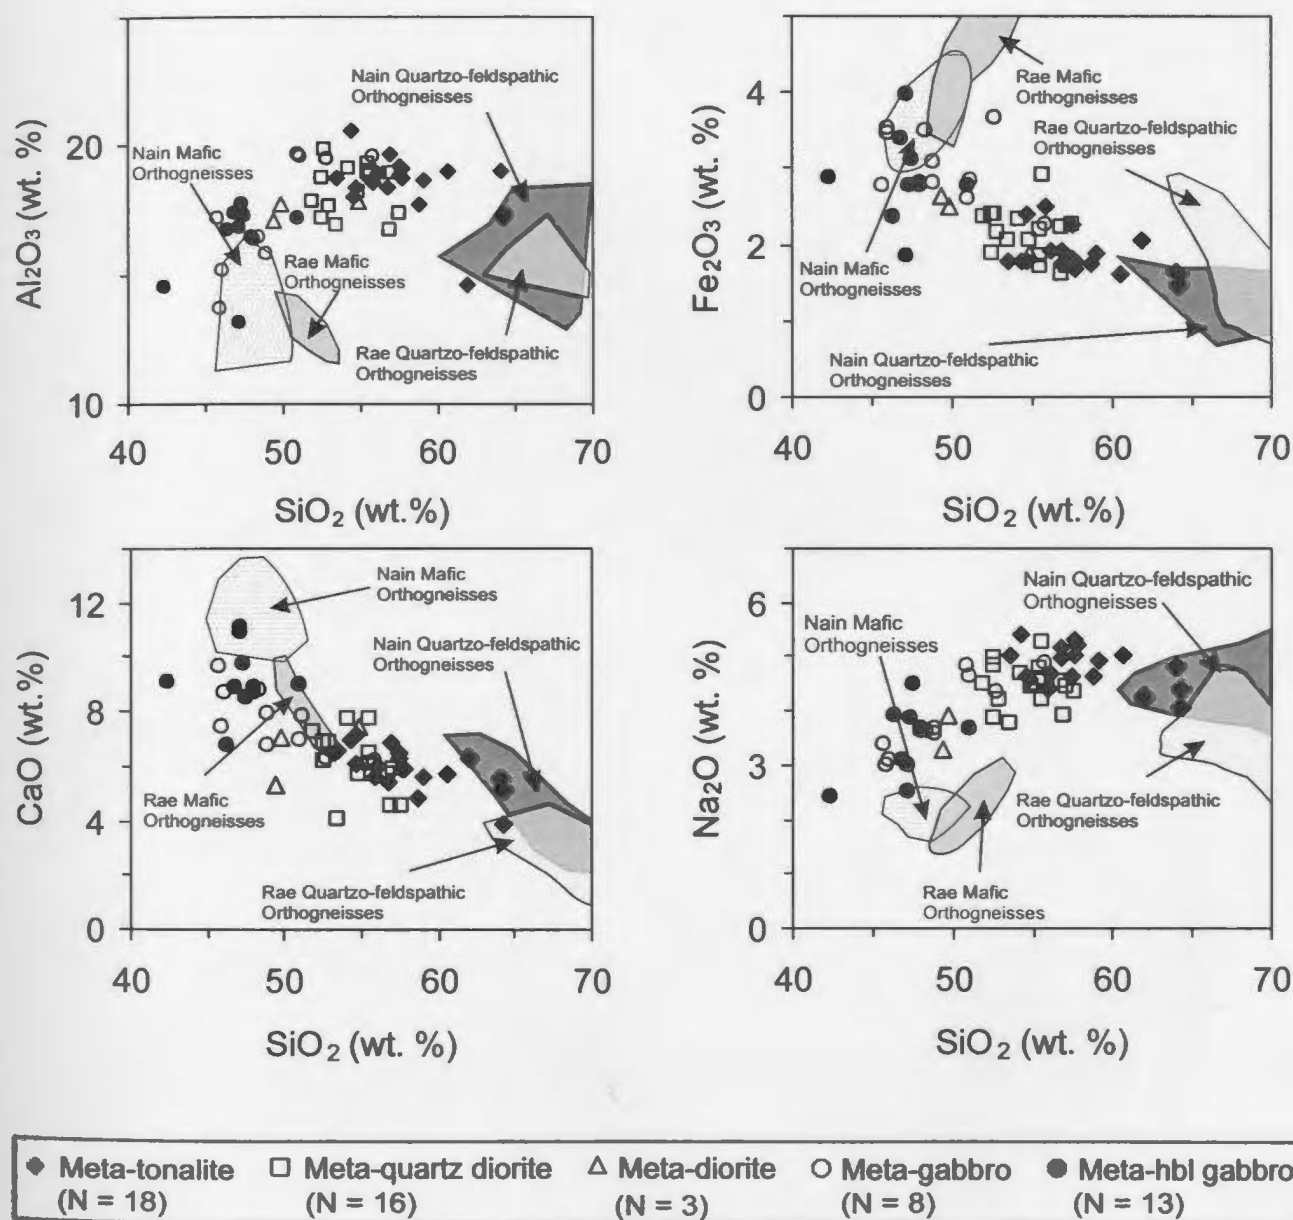 Al₂O₃ (wt. %)
20
10
Nain Quartzo-feldspathic
Orthogneisses
Nain Mafic
Orthogneisses
Rae Mafic
Orthogneisses
Rae Quartzo-feldspathic
Orthogneisses
40 50 60 70
SiO₂ (wt.%)
Fe₂O₃ (wt. %)
4
2
0
Rae Mafic
Orthogneisses
Rae Quartzo-feldspathic
Orthogneisses
Nain Mafic
Orthogneisses
Nain Quartzo-feldspathic
Orthogneisses
40 50 60 70
SiO₂ (wt.%)
CaO (wt. %)
12
8
4
0
Nain Mafic
Orthogneisses
Nain Quartzo-feldspathic
Orthogneisses
Rae Mafic
Orthogneisses
Rae Quartzo-feldspathic
Orthogneisses
40 50 60 70
SiO₂ (wt. %)
Na₂O (wt. %)
6
3
0
Nain Quartzo-feldspathic
Orthogneisses
Nain Mafic
Orthogneisses
Rae Quartzo-feldspathic
Orthogneisses
Rae Mafic
Orthogneisses
40 50 60 70
SiO₂ (wt. %)
Meta-tonalite Meta-quartz diorite Meta-diorite Meta-gabbro Meta-hbl gabbro
(N = 18) (N = 16) (N = 3) (N = 8) (N = 13)